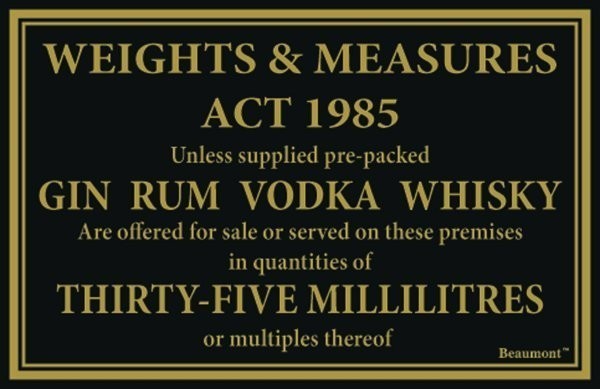 WEIGHTS & MEASURES
ACT 1985
Unless supplied pre-packed
GIN RUM VODKA WHISKY
Are offered for sale or served on these premises
in quantities of
THIRTY-FIVE MILLILITRES
or multiples thereof
Beaumont™